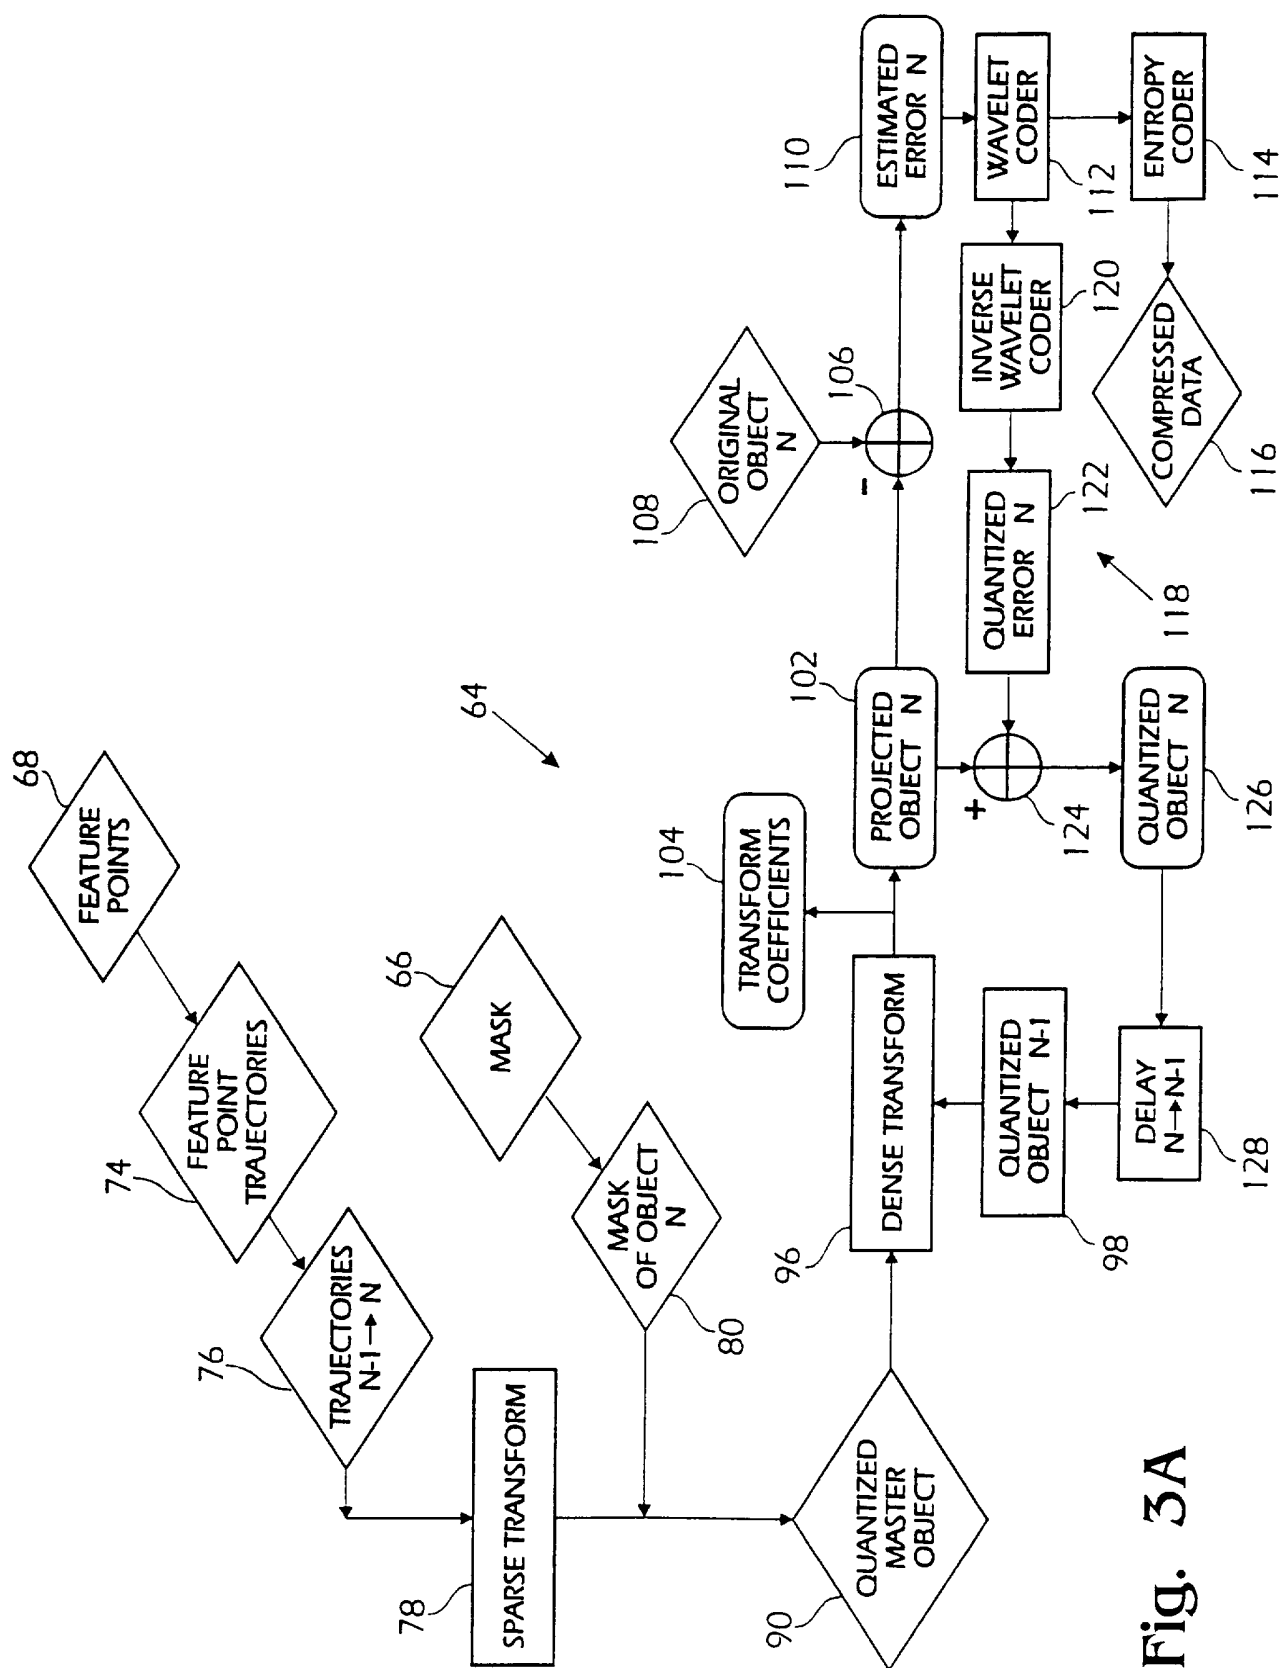 68
FEATURE
POINTS
74
FEATURE
POINT
TRAJECTORIES
76
TRAJECTORIES
N-1→N
78
SPARSE TRANSFORM
66
MASK
80
MASK
OF OBJECT
N
64
90
QUANTIZED
MASTER
OBJECT
96
DENSE TRANSFORM
98
QUANTIZED
OBJECT N-1
104
TRANSFORM
COEFFICIENTS
102
PROJECTED
OBJECT N
108
ORIGINAL
OBJECT
N
-
106
110
ESTIMATED
ERROR N
WAVELET
CODER
112
ENTROPY
CODER
114
INVERSE
WAVELET
CODER
120
COMPRESSED
DATA
116
QUANTIZED
ERROR N
122
118
+
124
QUANTIZED
OBJECT N
126
DELAY
N→N-1
128
Fig. 3A